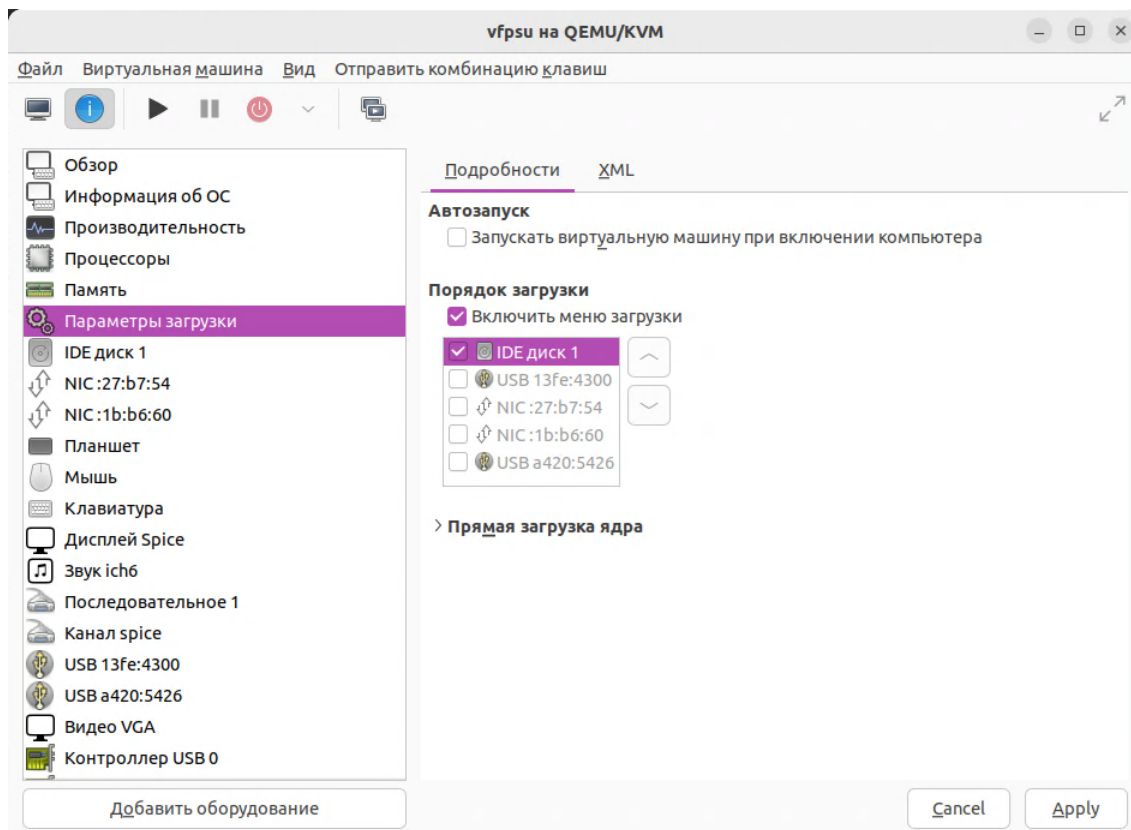 vfpsu на QEMU/KVM
Файл Виртуальная машина Вид Отправить комбинацию клавиш
Обзор
Информация об ОС
Производительность
Процессоры
Память
Параметры загрузки
IDE диск 1
NIC :27:b7:54
NIC :1b:b6:60
Планшет
Мышь
Клавиатура
Дисплей Spice
Звук ich6
Последовательное 1
Канал spice
USB 13fe:4300
USB a420:5426
Видео VGA
Контроллер USB 0
Добавить оборудование
Подробности XML
Автозапуск
Запускать виртуальную машину при включении компьютера
Порядок загрузки
Включить меню загрузки
IDE диск 1
USB 13fe:4300
NIC :27:b7:54
NIC :1b:b6:60
USB a420:5426
Прямая загрузка ядра
Cancel Apply